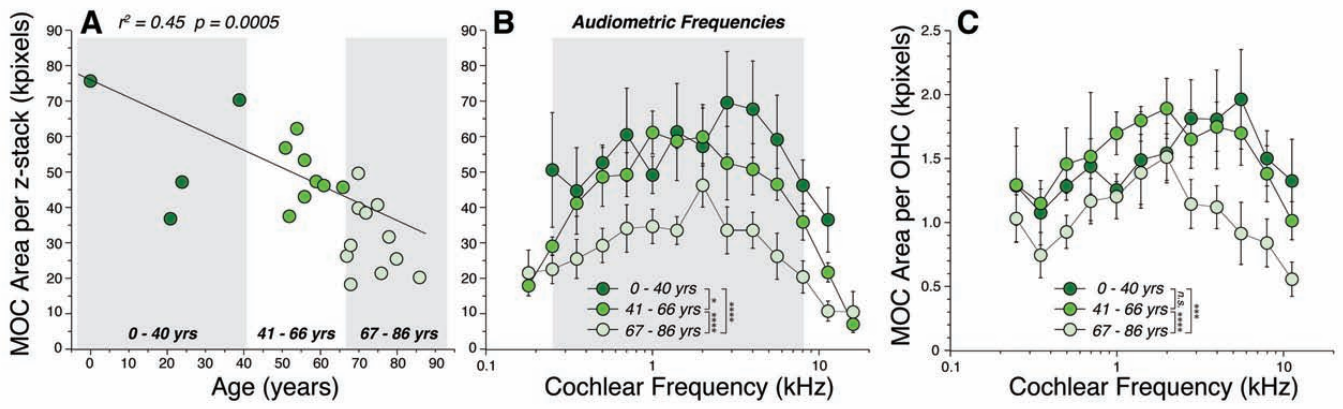 A r² = 0.45 p = 0.0005
MOC Area per z-stack (kpixels)
90
80
70
60
50
40
30
20
10
0
0 - 40 yrs 41 - 66 yrs 67 - 86 yrs
0 10 20 30 40 50 60 70 80 90
Age (years)
B Audiometric Frequencies
90
80
70
60
50
40
30
20
10
0
0 - 40 yrs
41 - 66 yrs
67 - 86 yrs
* **** ****
0.1 1 10
Cochlear Frequency (kHz)
C
MOC Area per OHC (kpixels)
2.5
2.0
1.5
1.0
0.5
0
0 - 40 yrs
41 - 66 yrs
67 - 86 yrs
n.s. **** ***
0.1 1 10
Cochlear Frequency (kHz)